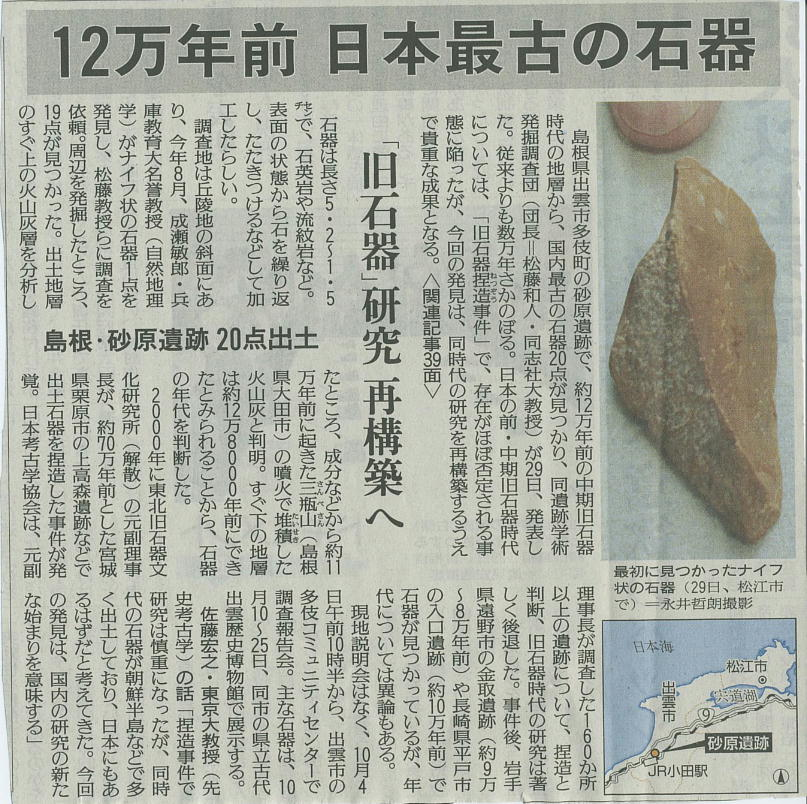 12万年前 日本最古の石器
島根県出雲市多伎町の砂原遺跡で、約12万年前の中期旧石器
時代の地層から、国内最古の石器20点が見つかり、同遺跡学術
発掘調査団（団長＝松藤和人・同志社大教授）が29日、発表し
た。従来よりも数万年さかのぼる。日本の前・中期旧石器時代
については、「旧石器捏造事件」で、存在がほぼ否定される事
ねつぞう
態に陥ったが、今回の発見は、同時代の研究を再構築するうえ
で貴重な成果となる。〈関連記事39面〉
「旧石器」研究 再構築へ
石器は長さ5・2～1・5
センチで、石英岩や流紋岩など。
表面の状態から石を繰り返
し、たたきつけるなどして加
工したらしい。
調査地は丘陵地の斜面にあ
り、今年8月、成瀬敏郎・兵
庫教育大名誉教授（自然地理
学）がナイフ状の石器1点を
発見し、松藤教授らに調査を
依頼。周辺を発掘したところ、
19点が見つかった。出土地層
のすぐ上の火山灰層を分析し
島根・砂原遺跡 20点出土
たところ、成分などから約11
万年前に起きた三瓶山（島根
さんべさん
県大田市）の噴火で堆積した
たいせき
火山灰と判明。すぐ下の地層
は約12万8000年前にでき
たとみられることから、石器
の年代を判断した。
2000年に東北旧石器文
化研究所（解散）の元副理事
長が、約70万年前とした宮城
県栗原市の上高森遺跡などで
出土石器を捏造した事件が発
覚。日本考古学協会は、元副
理事長が調査した160か所
以上の遺跡について、捏造と
判断、旧石器時代の研究は著
しく後退した。事件後、岩手
県遠野市の金取遺跡（約9万
～8万年前）や長崎県平戸市
の入口遺跡（約10万年前）で
石器が見つかっているが、年
代については異論もある。
現地説明会はなく、10月4
日午前10時半から、出雲市の
多伎コミュニティセンターで
調査報告会。主な石器は、10
月10～25日、同市の県立古代
出雲歴史博物館で展示する。
佐藤宏之・東京大教授（先
史考古学）の話「捏造事件で
研究は慎重になったが、同時
代の石器が朝鮮半島などで多
く出土しており、日本にもあ
るはずだと考えてきた。今回
の発見は、国内の研究の新た
な始まりを意味する」
最初に見つかったナイフ
状の石器（29日、松江市
で）＝永井哲朗撮影
日本海
松江市
宍道湖
出雲市
9
砂原遺跡
JR小田駅